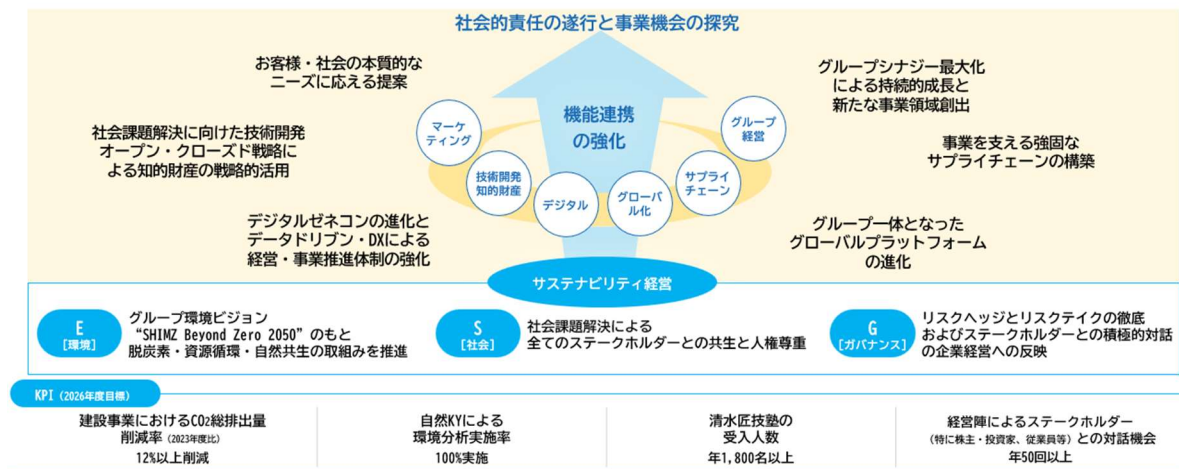 社会的責任の遂行と事業機会の探究
お客様・社会の本質的な
ニーズに応える提案
グループシナジー最大化
による持続的成長と
新たな事業領域創出
機能連携
の強化
マーケ
ティング
グループ
経営
社会課題解決に向けた技術開発
オープン・クローズド戦略に
よる知的財産の戦略的活用
事業を支える強固な
サプライチェーンの構築
技術開発
知的財産
デジタル
グローバ
ル化
サプライ
チェーン
デジタルゼネコンの進化と
データドリブン・DXによる
経営・事業推進体制の強化
グループ一体となった
グローバルプラットフォーム
の進化
サステナビリティ経営
E
[環境]
グループ環境ビジョン
“SHIMZ Beyond Zero 2050”のもと
脱炭素・資源循環・自然共生の取組みを推進
S
[社会]
社会課題解決による
全てのステークホルダーとの共生と人権尊重
G
[ガバナンス]
リスクヘッジとリスクテイクの徹底
およびステークホルダーとの積極的対話
の企業経営への反映
KPI（2026年度目標）
建設事業におけるCO2総排出量
削減率（2023年度比）
12%以上削減
自然KYによる
環境分析実施率
100%実施
清水匠技塾の
受入人数
年1,800名以上
経営陣によるステークホルダー
（特に株主・投資家、従業員等）との対話機会
年50回以上